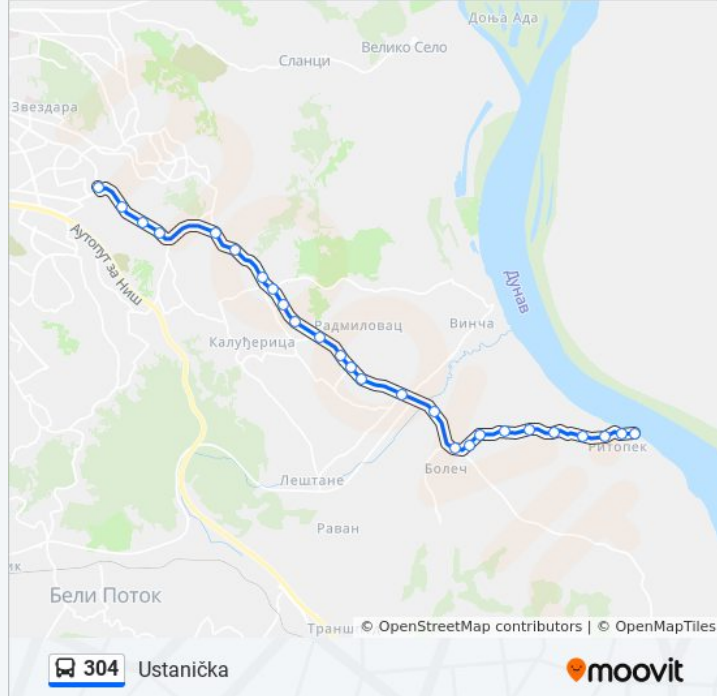 Доња Ада
Велико Село
Сланци
Звездара
Аутопут за Ниш
Дунав
Радмиловац
Винча
Калуђерица
Ритопек
Болеч
Лештане
Раван
Бели Поток
© OpenStreetMap contributors | © OpenMapTiles
304 Ustanička
moovit